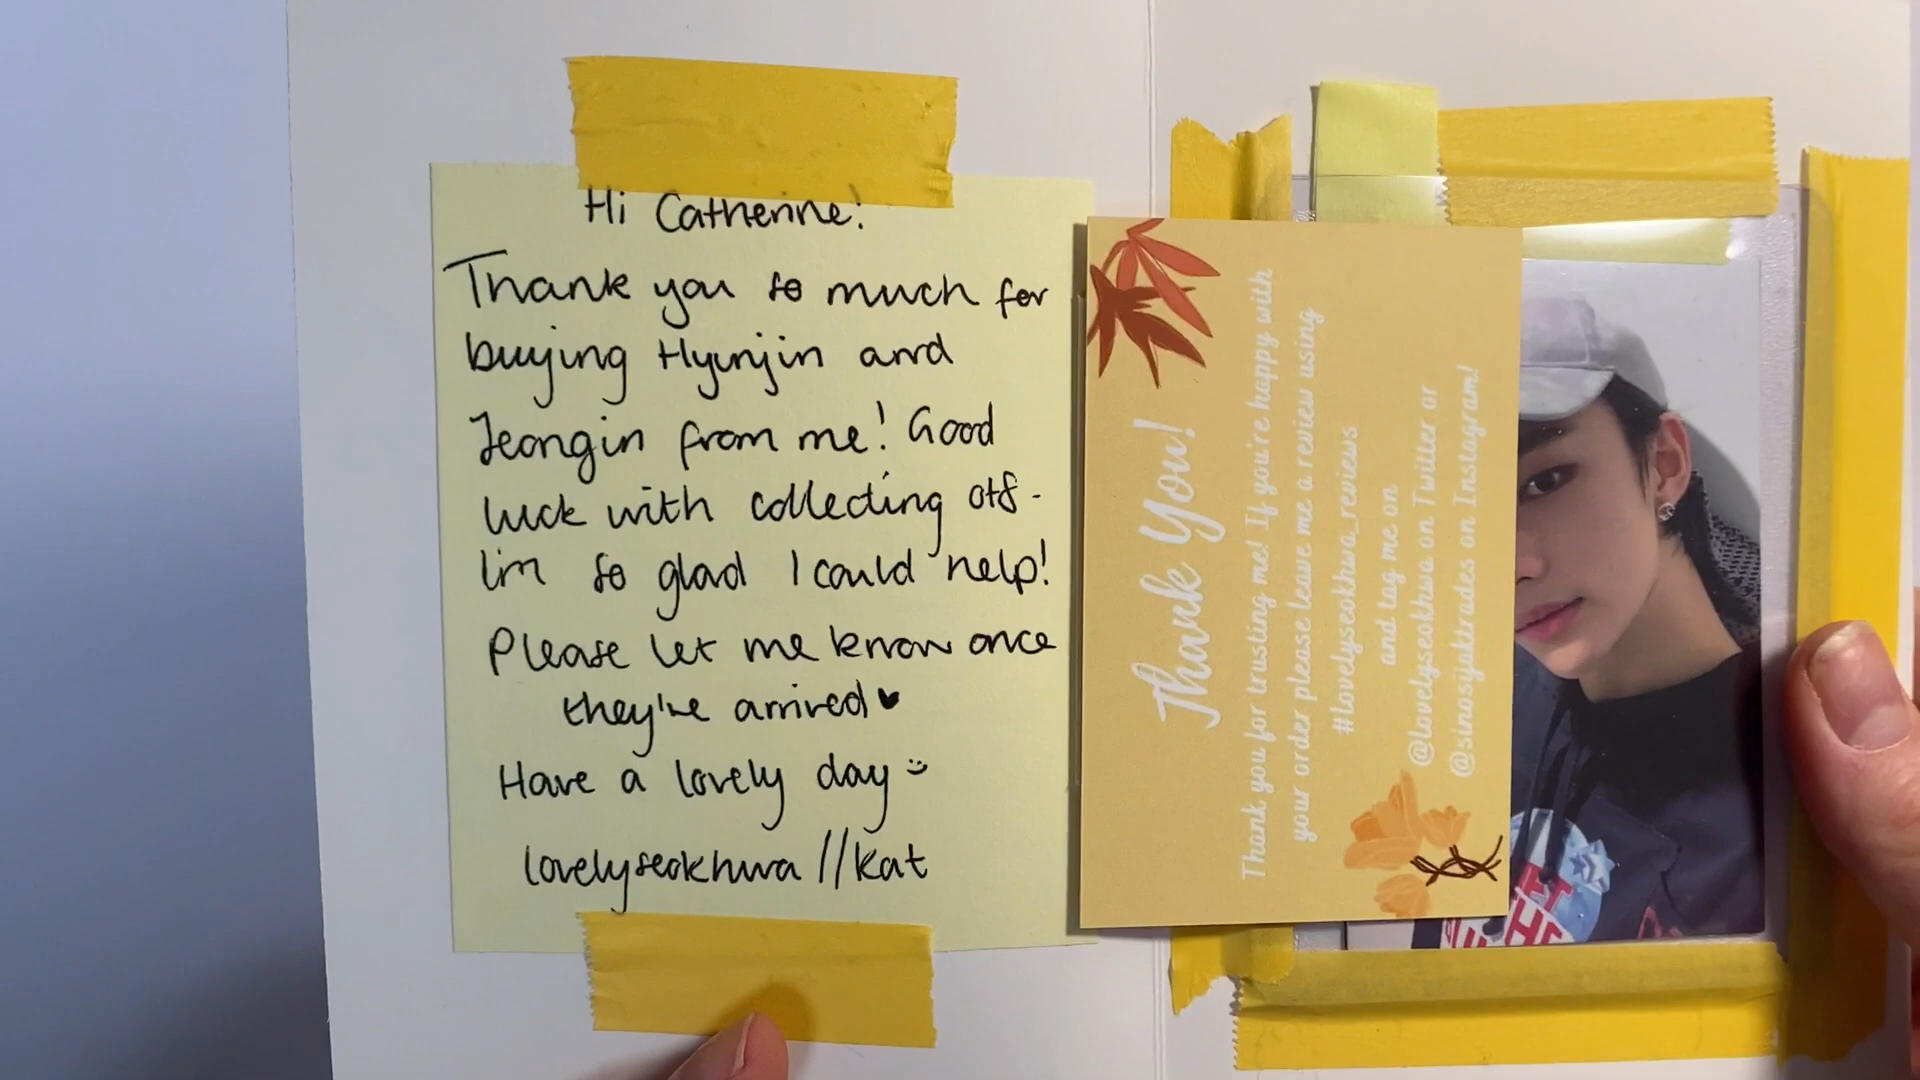 Hi Catherine!
Thank you so much for
buying Hyunjin and
Jeongin from me! Good
luck with collecting ot8 -
I'm so glad I could help!
Please let me know once
they've arrived ♥
Have a lovely day
lovelyseokhwa // kat
Thank You!
Thank you for trusting me! If you're happy with
your order please leave me a review using
#lovelyseokhwa_reviews
and tag me on
@lovelyseokhwa on Twitter or
@sinosijaktrades on Instagram!